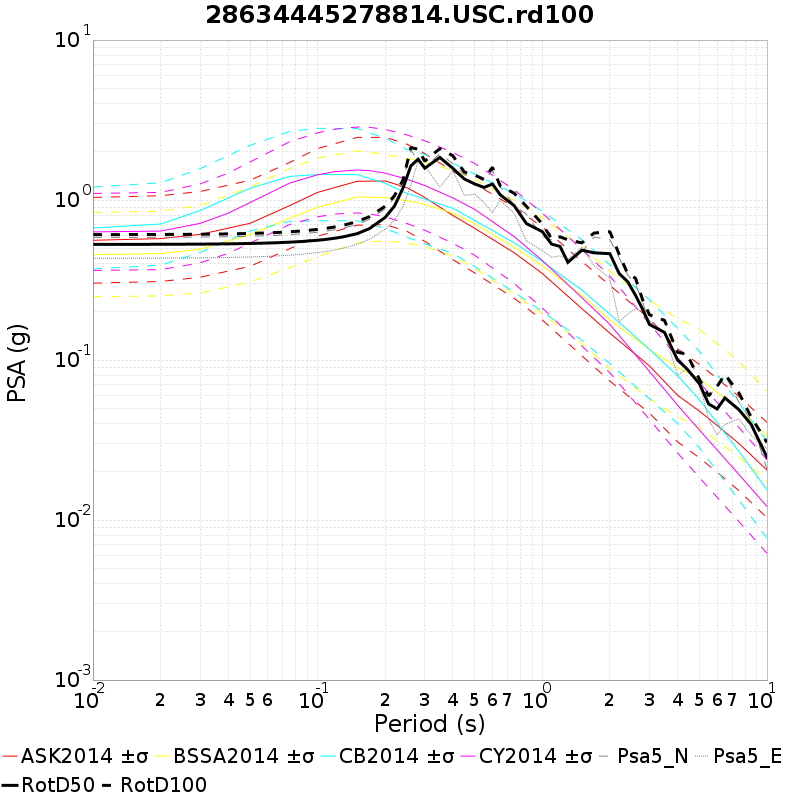 28634445278814.USC.rd100
10^1
10^0
10^-1
10^-2
10^-3
PSA (g)
10^-2 2 3 4 5 6 10^-1 2 3 4 5 6 7 10^0 2 3 4 5 6 7 10^1
Period (s)
ASK2014 ±σ BSSA2014 ±σ CB2014 ±σ CY2014 ±σ Psa5_N Psa5_E
RotD50 RotD100